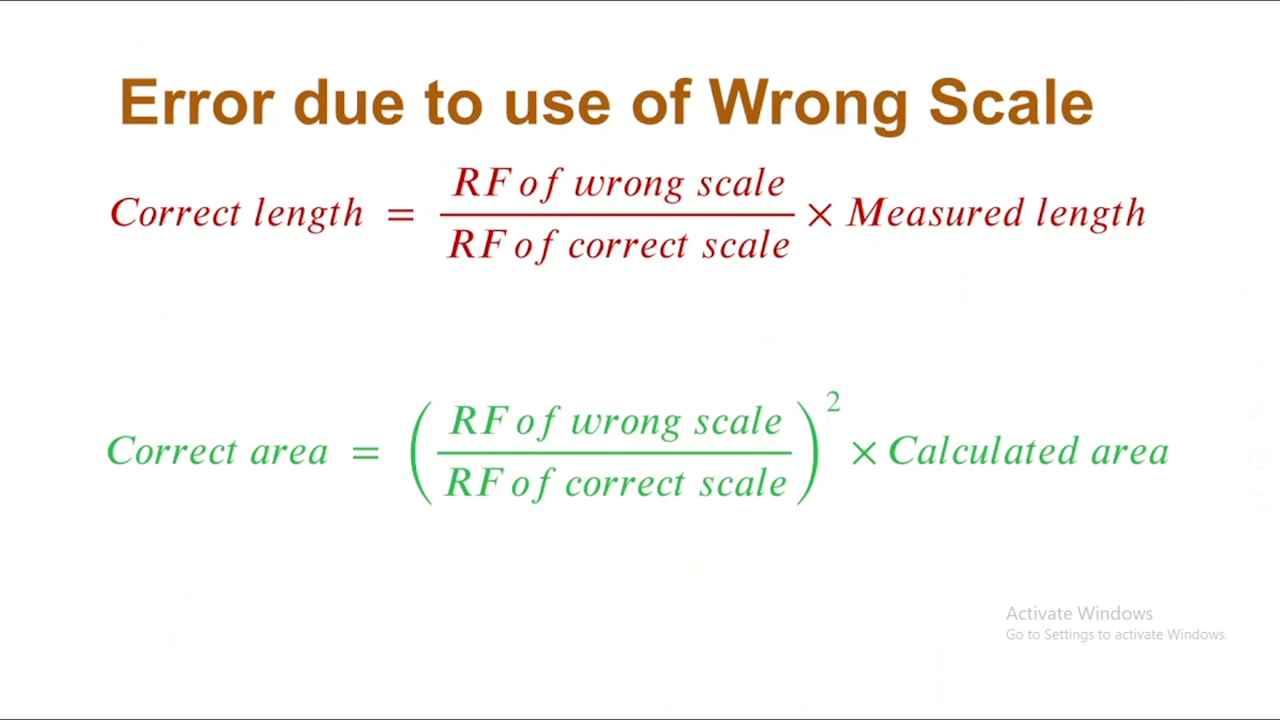 Error due to use of Wrong Scale
Correct length = RF of wrong scale / RF of correct scale × Measured length
Correct area = (RF of wrong scale / RF of correct scale)² × Calculated area
Activate Windows
Go to Settings to activate Windows.